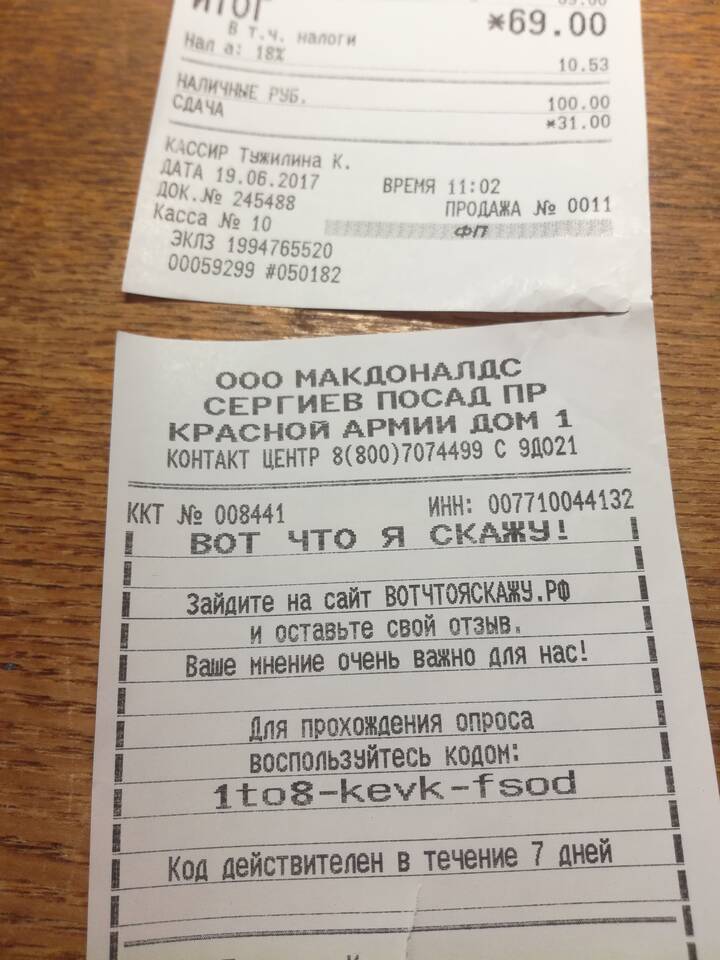 ИТОГ *69.00
В т.ч. налоги
Нал а: 18% 10.53
НАЛИЧНЫЕ РУБ. 100.00
СДАЧА *31.00
КАССИР Тужилина К.
ДАТА 19.06.2017 ВРЕМЯ 11:02
ДОК.№ 245488 ПРОДАЖА № 0011
Касса № 10 ФП
ЭКЛЗ 1994765520
00059299 #050182
ООО МАКДОНАЛДС
СЕРГИЕВ ПОСАД ПР
КРАСНОЙ АРМИИ ДОМ 1
КОНТАКТ ЦЕНТР 8(800)7074499 С 9ДО21
ККТ № 008441 ИНН: 007710044132
! ВОТ ЧТО Я СКАЖУ! !
Зайдите на сайт ВОТЧТОЯСКАЖУ.РФ
и оставьте свой отзыв.
Ваше мнение очень важно для нас!
Для прохождения опроса
воспользуйтесь кодом:
1to8-kevk-fsod
Код действителен в течение 7 дней